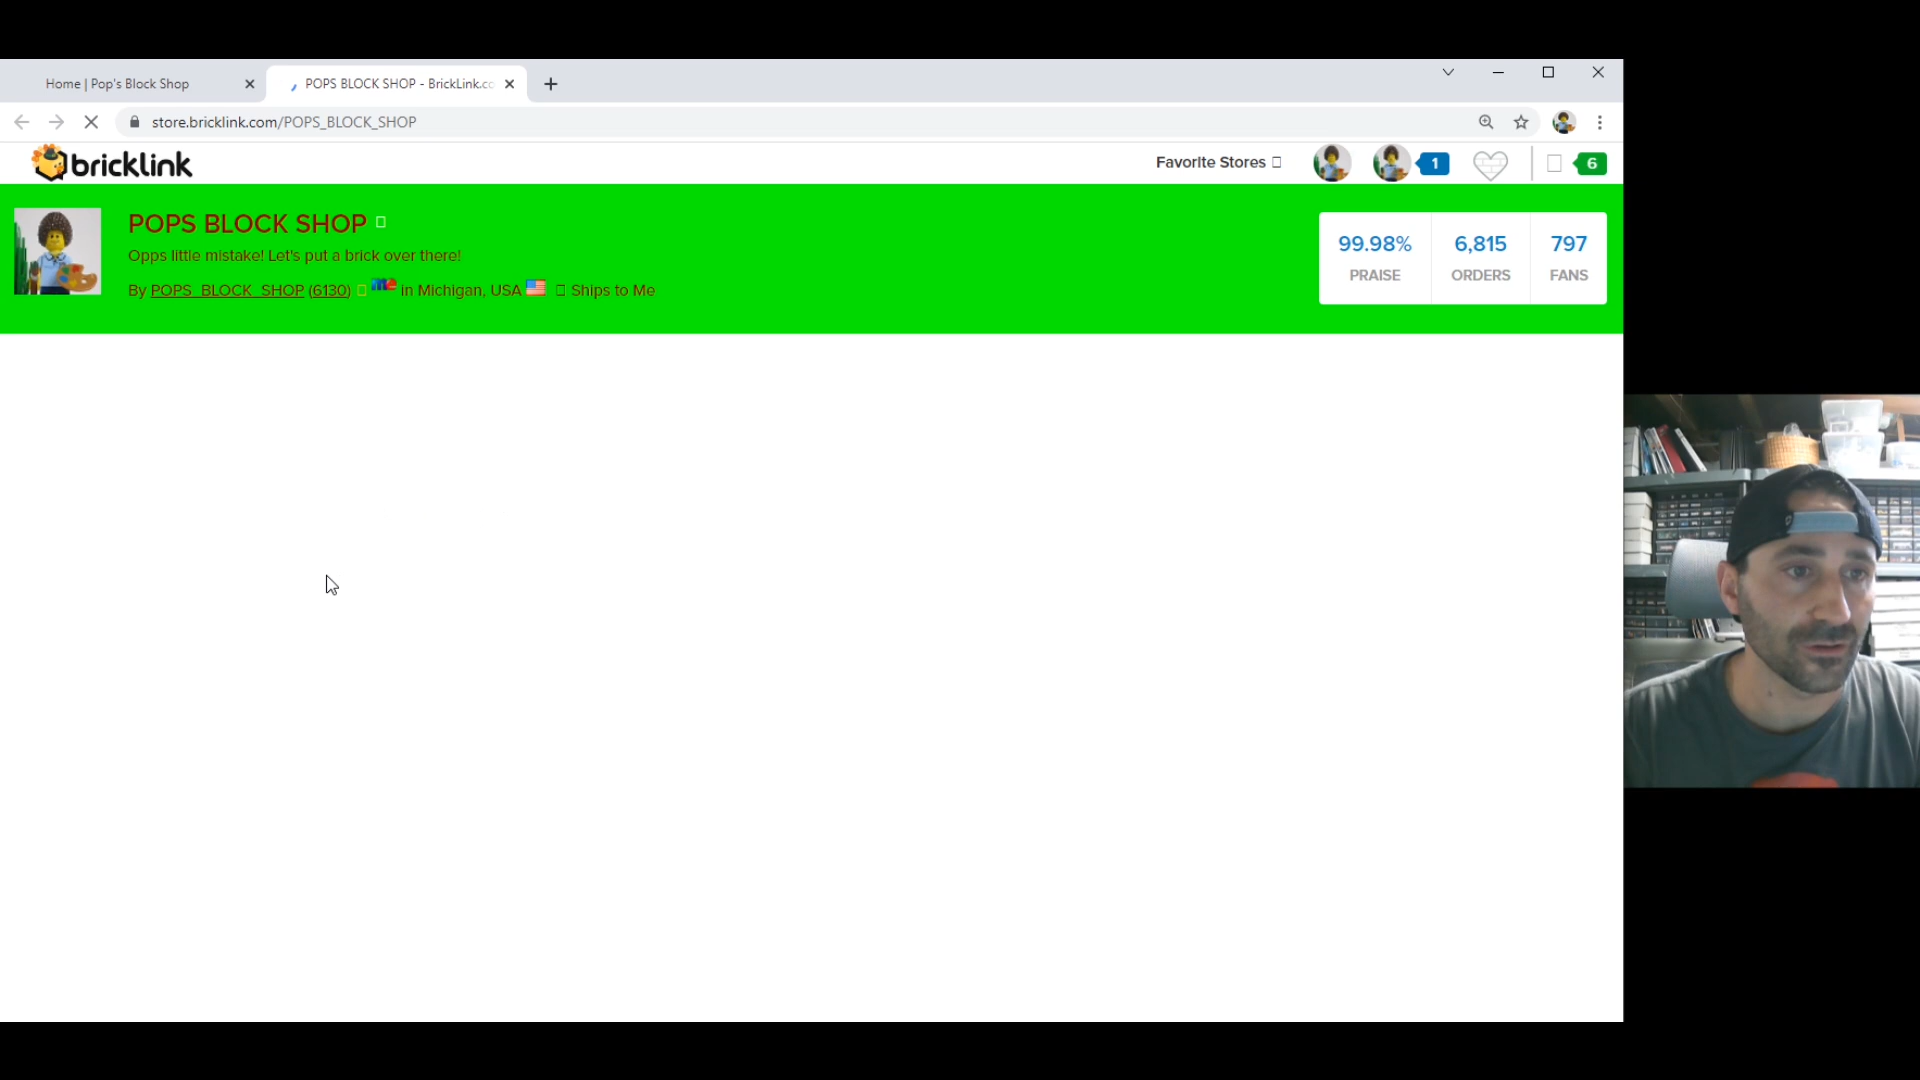 Home | Pop's Block Shop
POPS BLOCK SHOP - BrickLink.co
store.bricklink.com/POPS_BLOCK_SHOP
bricklink
Favorite Stores
1
6
POPS BLOCK SHOP
Opps little mistake! Let's put a brick over there!
By POPS_BLOCK_SHOP (6130) me in Michigan, USA Ships to Me
99.98%
PRAISE
6,815
ORDERS
797
FANS